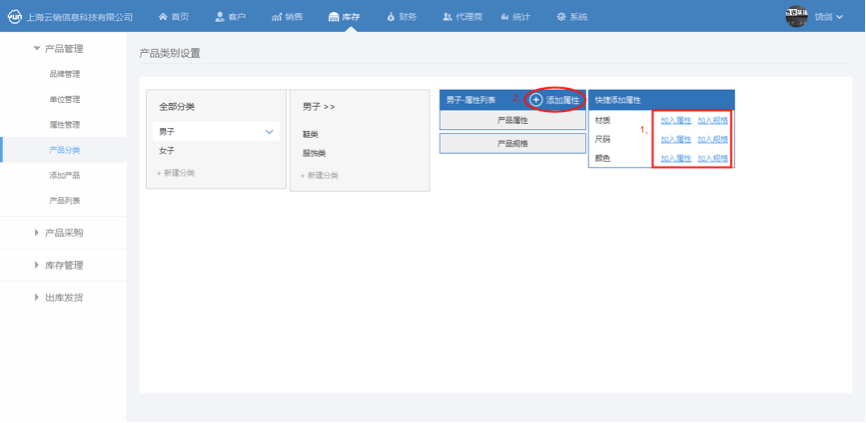 yun 上海云销信息科技有限公司 首页 客户 销售 库存 财务 代理商 统计 系统 饶剑
产品管理
品牌管理
单位管理
属性管理
产品分类
添加产品
产品列表
产品采购
库存管理
出库发货
产品类别设置
全部分类
男子
女子
+ 新建分类
男子 >>
鞋类
服饰类
+ 新建分类
男子-属性列表 2、 添加属性
产品属性
产品规格
快捷添加属性
1、
材质 加入属性 加入规格
尺码 加入属性 加入规格
颜色 加入属性 加入规格